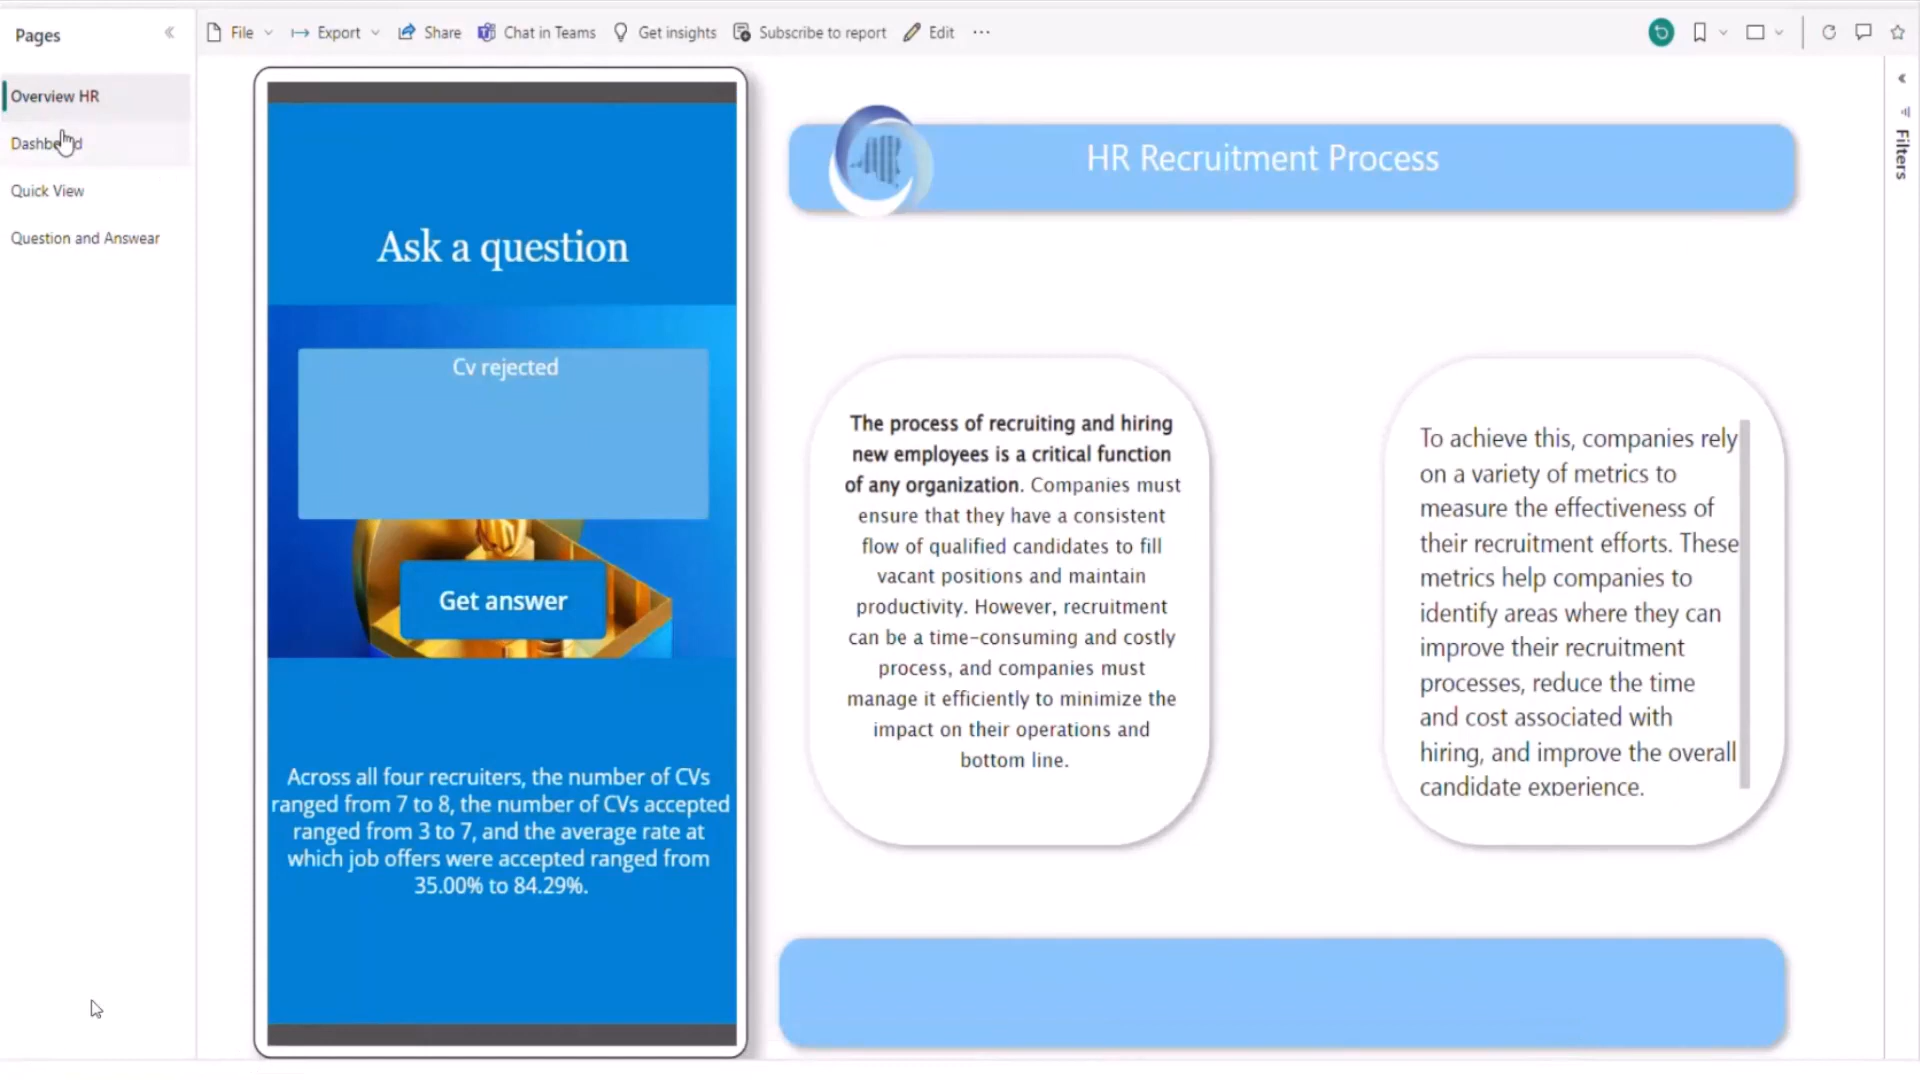 Pages
File
Export
Share
Chat in Teams
Get insights
Subscribe to report
Edit
Overview HR
Quick View
Question and Answear
Ask a question
Cv rejected
Get answer
Across all four recruiters, the number of CVs
ranged from 7 to 8, the number of CVs accepted
ranged from 3 to 7, and the average rate at
which job offers were accepted ranged from
35.00% to 84.29%.
HR Recruitment Process
The process of recruiting and hiring
new employees is a critical function
of any organization. Companies must
ensure that they have a consistent
flow of qualified candidates to fill
vacant positions and maintain
productivity. However, recruitment
can be a time-consuming and costly
process, and companies must
manage it efficiently to minimize the
impact on their operations and
bottom line.
To achieve this, companies rely
on a variety of metrics to
measure the effectiveness of
their recruitment efforts. These
metrics help companies to
identify areas where they can
improve their recruitment
processes, reduce the time
and cost associated with
hiring, and improve the overall
candidate experience.
Filters